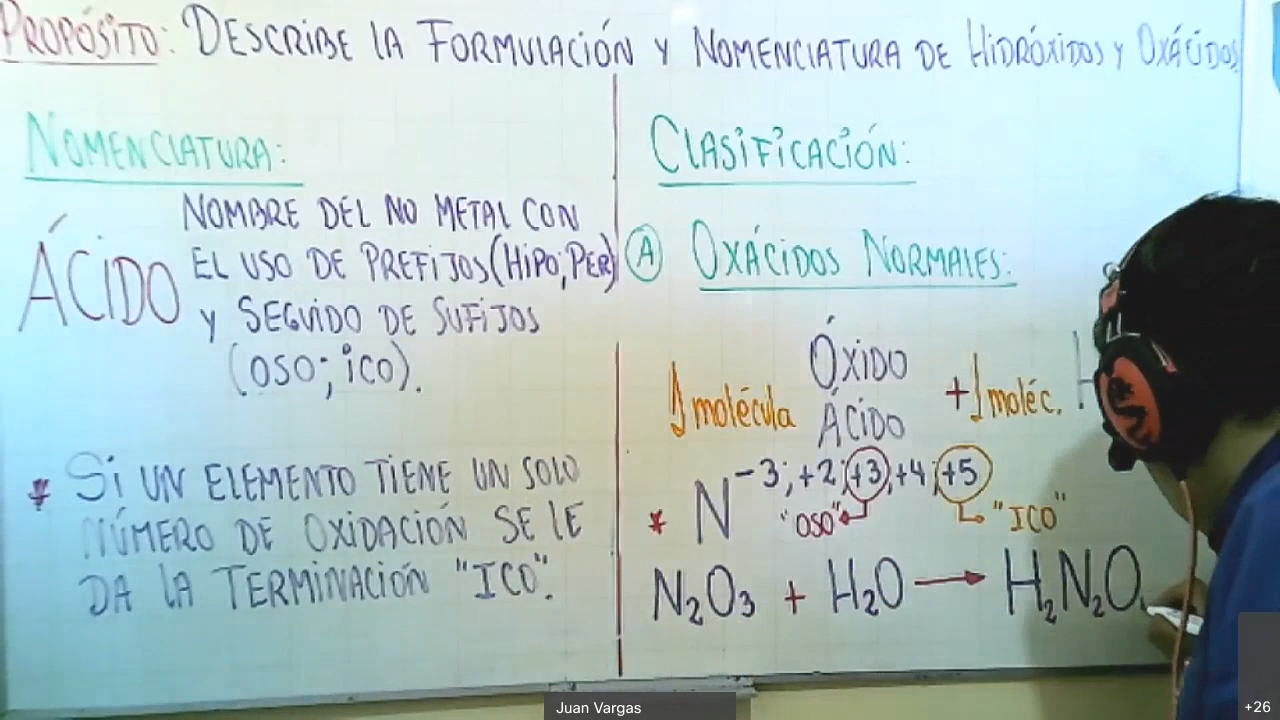 PROPÓSITO: DESCRIBE LA FORMULACIÓN Y NOMENCLATURA DE HIDRÓXIDOS Y OXÁCIDOS
NOMENCLATURA:
ÁCIDO
NOMBRE DEL NO METAL CON
EL USO DE PREFIJOS (HIPO; PER)
Y SEGUIDO DE SUFIJOS
(OSO; ICO).
* SI UN ELEMENTO TIENE UN SOLO
NÚMERO DE OXIDACIÓN SE LE
DA LA TERMINACIÓN "ICO".
CLASIFICACIÓN:
A OXÁCIDOS NORMALES:
1 molécula ÓXIDO ÁCIDO + 1 moléc. H
* N -3; +2; +3; +4; +5
"OSO" "ICO"
N₂O₃ + H₂O → H₂N₂O
Juan Vargas
+26